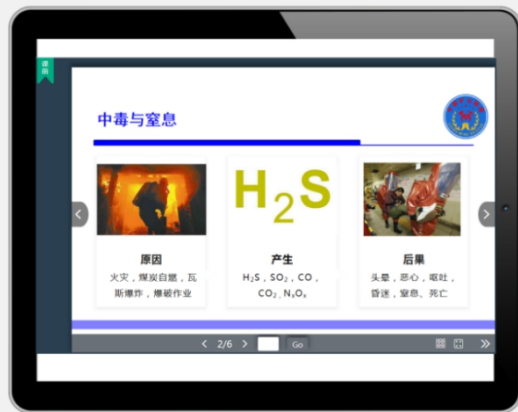 中毒与窒息
H₂S
原因
火灾，煤炭自燃，瓦
斯爆炸，爆破作业
产生
H₂S，SO₂，CO，
CO₂、NₓOₓ
后果
头晕，恶心，呕吐，
昏迷，窒息、死亡
2/6
Go